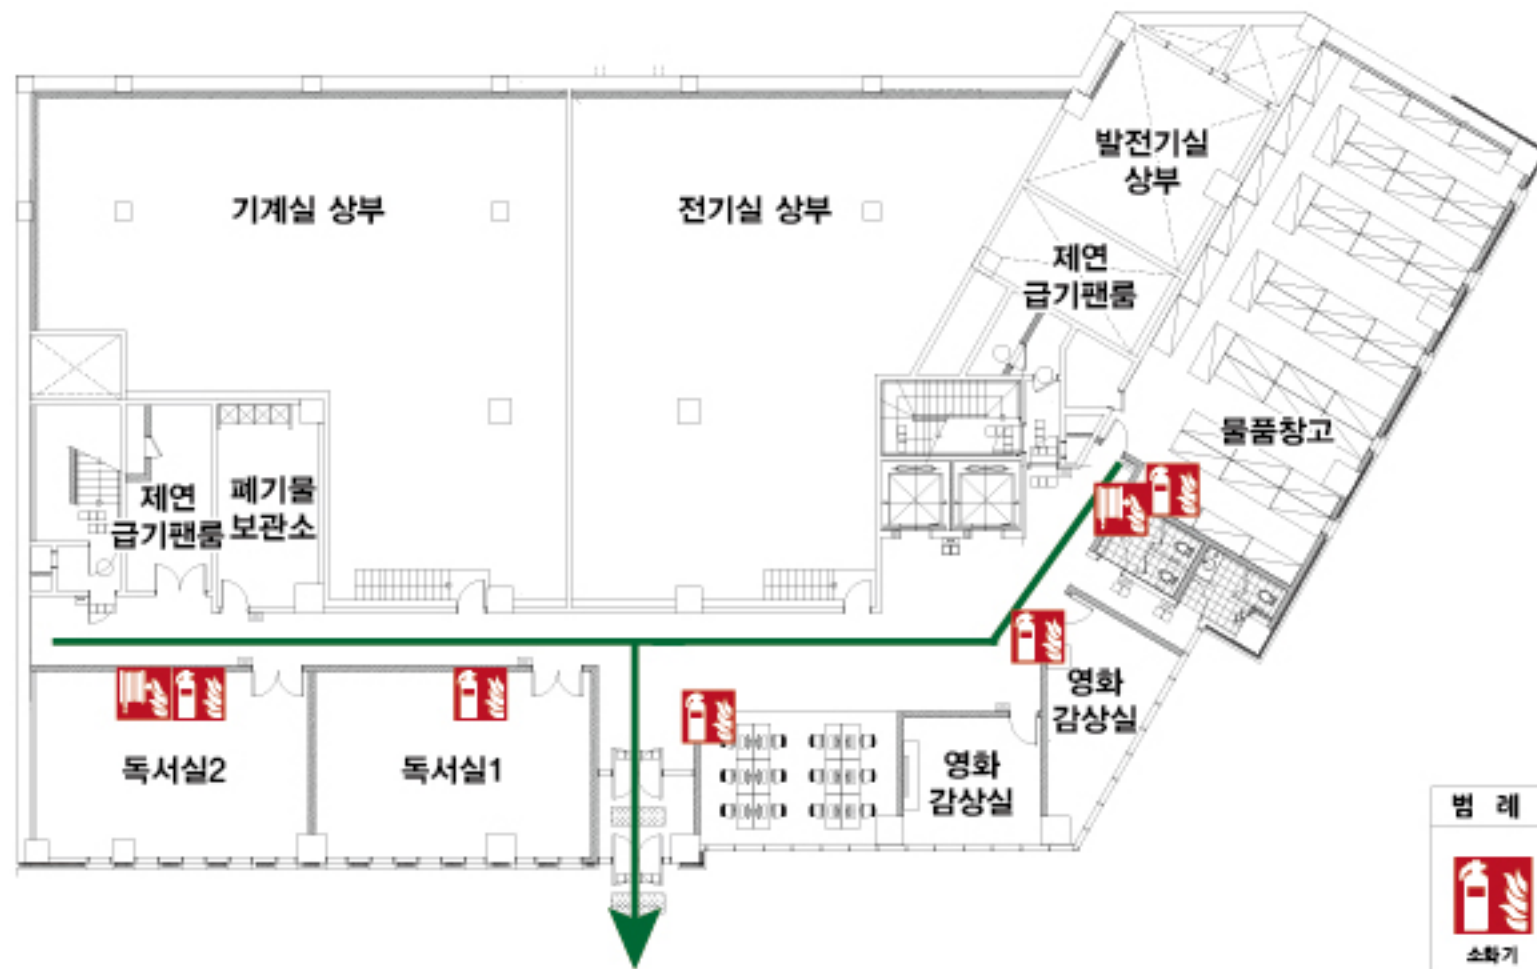 발전기실
상부
기계실 상부
전기실 상부
제연
급기팬룸
물품창고
제연
급기팬룸
폐기물
보관소
영화
감상실
독서실2
독서실1
영화
감상실
범 례
소화기